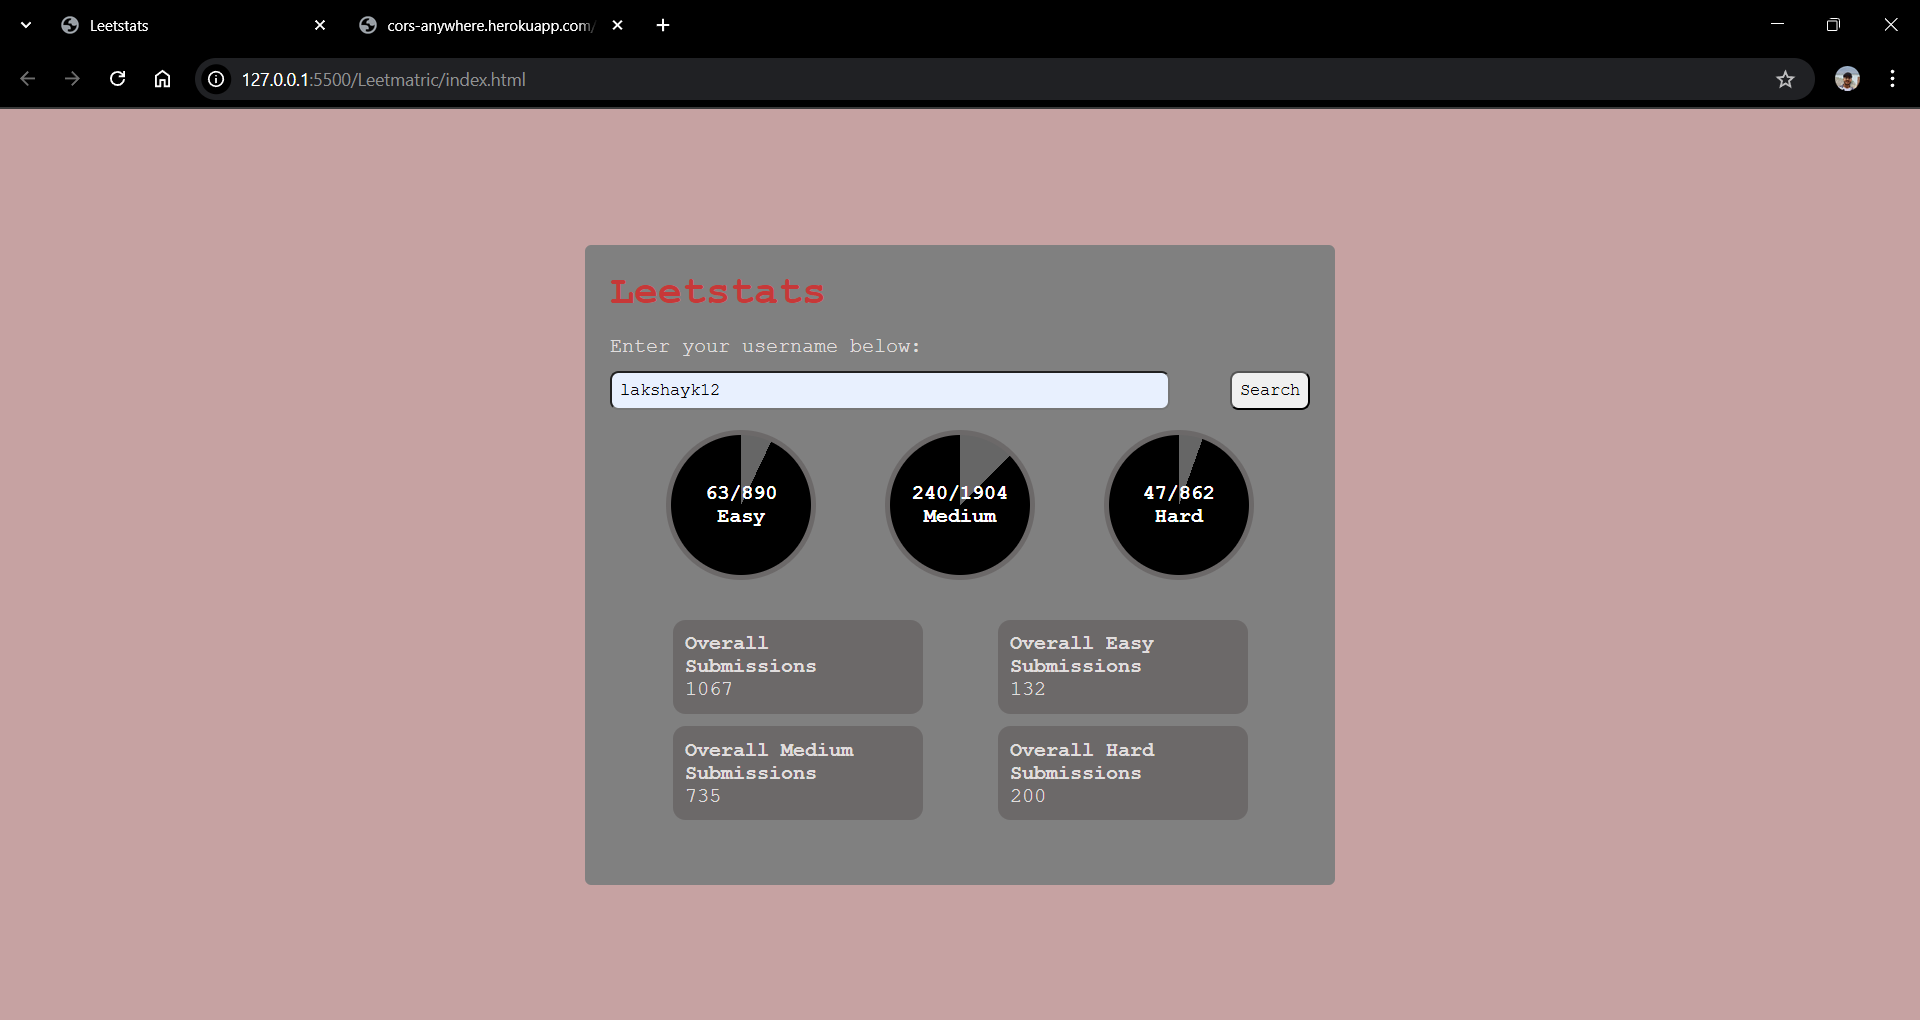 Leetstats
cors-anywhere.herokuapp.com/
127.0.0.1:5500/Leetmatric/index.html
Leetstats
Enter your username below:
lakshayk12
Search
63/890
Easy
240/1904
Medium
47/862
Hard
Overall
Submissions
1067
Overall Easy
Submissions
132
Overall Medium
Submissions
735
Overall Hard
Submissions
200